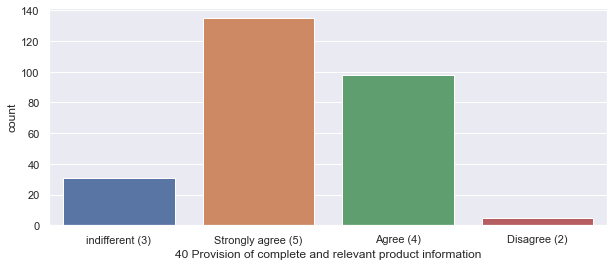 140
120
100
80
60
40
20
0
count
indifferent (3) Strongly agree (5) Agree (4) Disagree (2)
40 Provision of complete and relevant product information